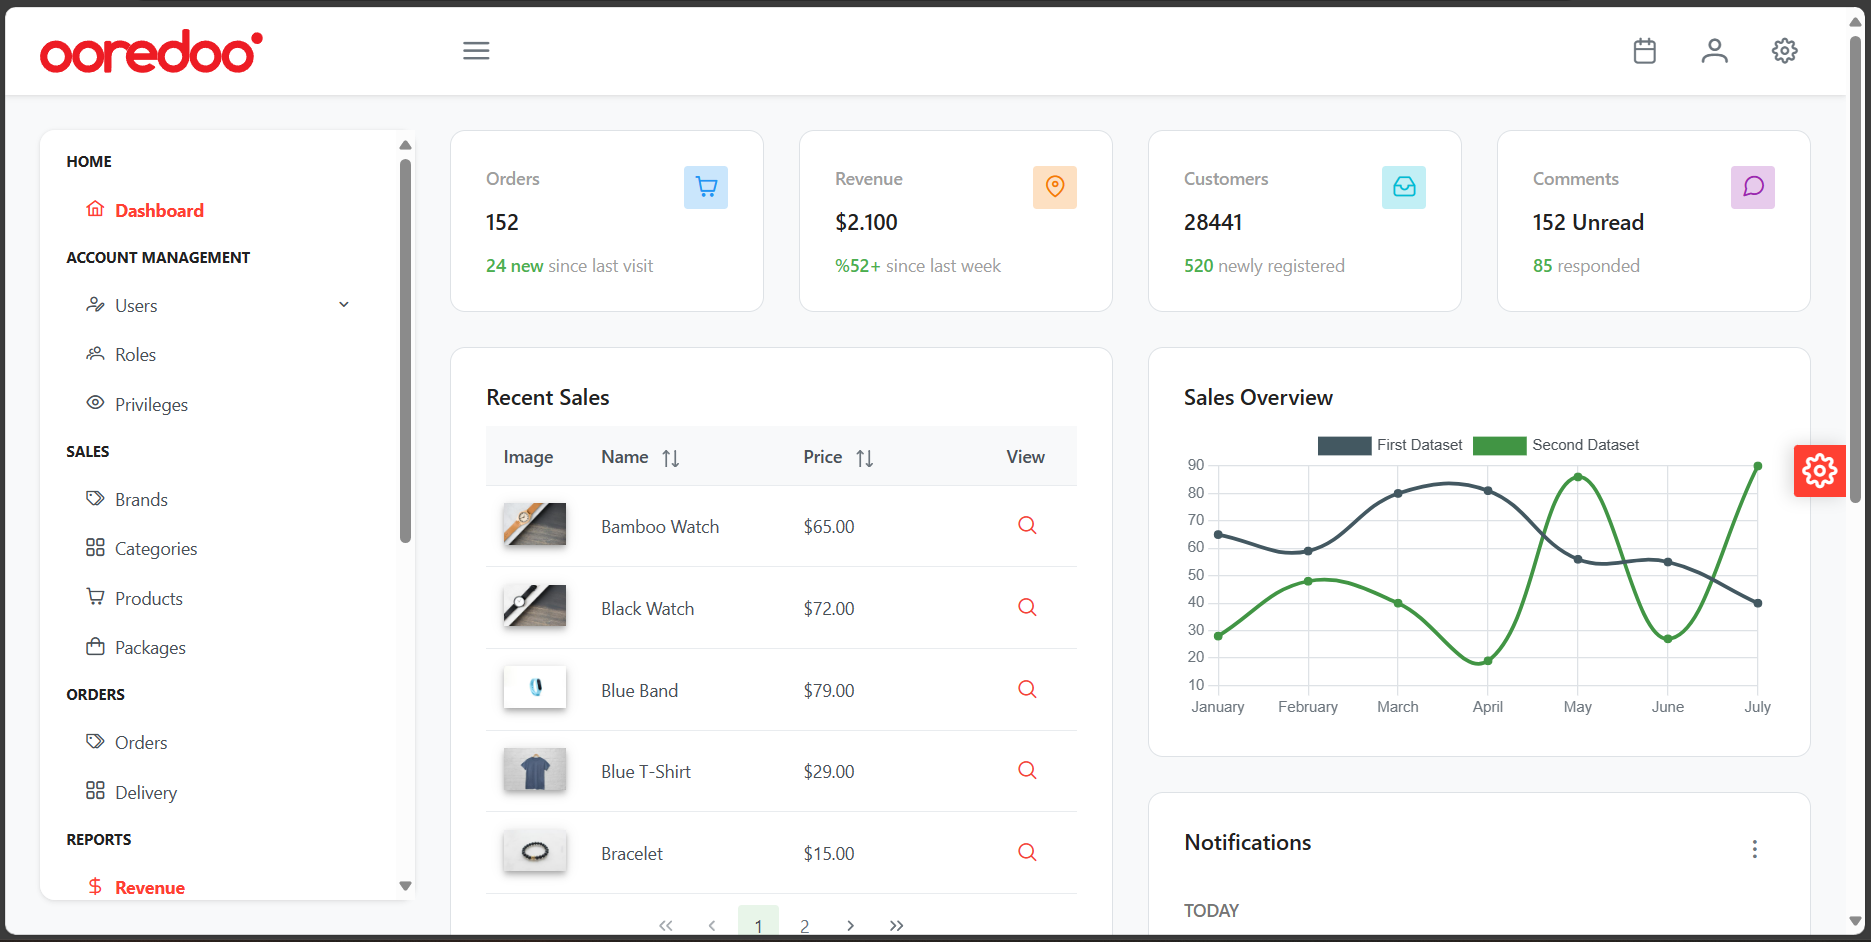 ooredoo
HOME
Dashboard
ACCOUNT MANAGEMENT
Users
Roles
Privileges
SALES
Brands
Categories
Products
Packages
ORDERS
Orders
Delivery
REPORTS
Revenue
Orders
152
24 new since last visit
Revenue
$2.100
%52+ since last week
Customers
28441
520 newly registered
Comments
152 Unread
85 responded
Recent Sales
Image Name Price View
Bamboo Watch $65.00
Black Watch $72.00
Blue Band $79.00
Blue T-Shirt $29.00
Bracelet $15.00
1 2
Sales Overview
First Dataset Second Dataset
90
80
70
60
50
40
30
20
10
January February March April May June July
Notifications
TODAY